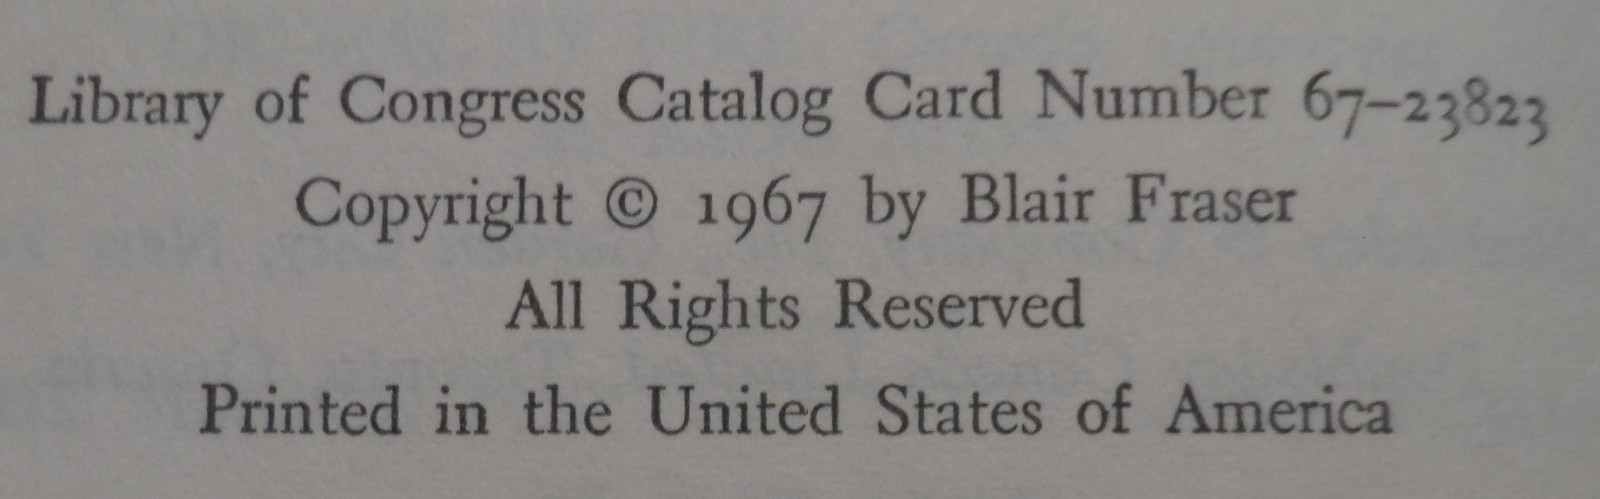 Library of Congress Catalog Card Number 67–23823
Copyright © 1967 by Blair Fraser
All Rights Reserved
Printed in the United States of America